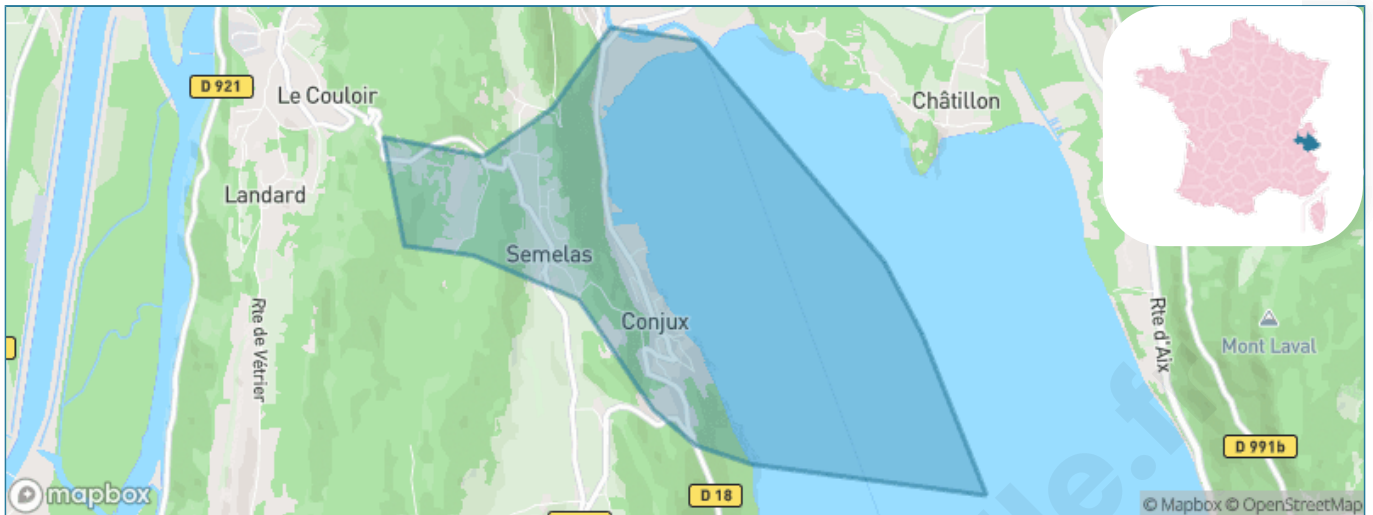 D 921
Le Couloir
Châtillon
Landard
Semelas
Rte de Vétrier
Conjux
Rte d'Aix
Mont Laval
D 991b
D 18
mapbox
© Mapbox © OpenStreetMap